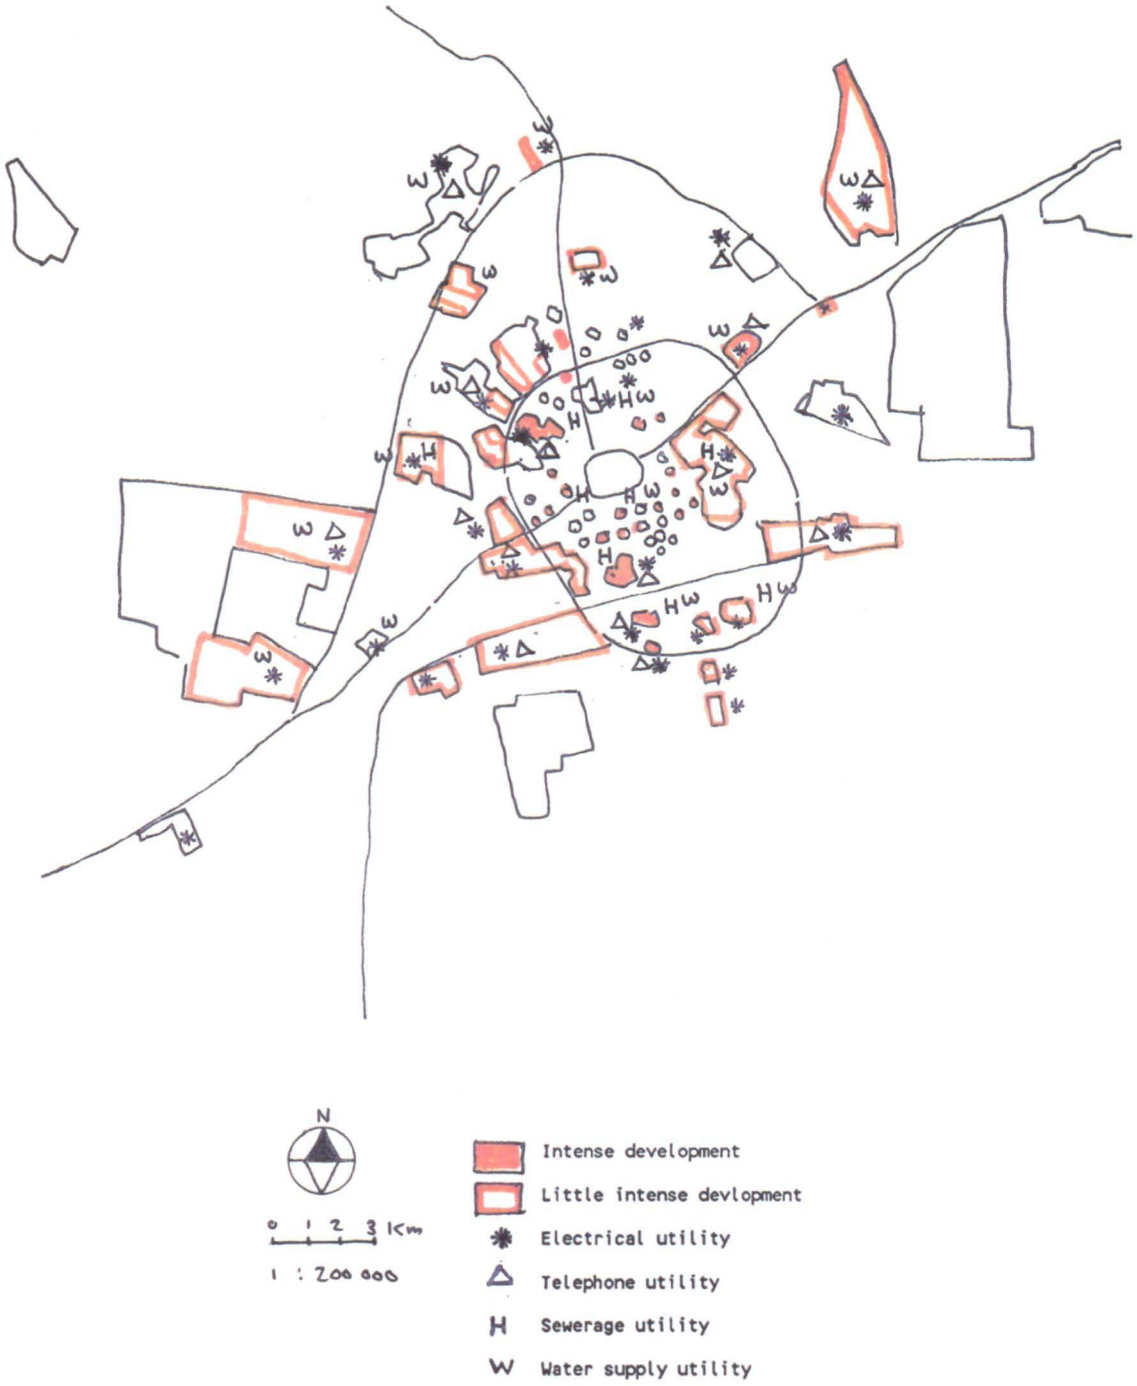 N
0 1 2 3 Km
1 : 200 000
Intense development
Little intense devlopment
Electrical utility
Telephone utility
H Sewerage utility
W Water supply utility